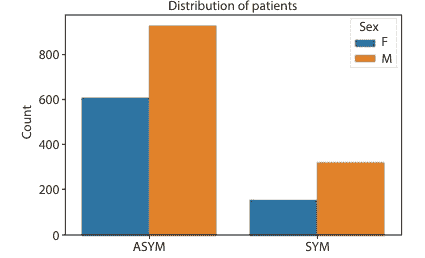 Distribution of patients
Sex
F
M
800
600
400
200
0
Count
ASYM
SYM